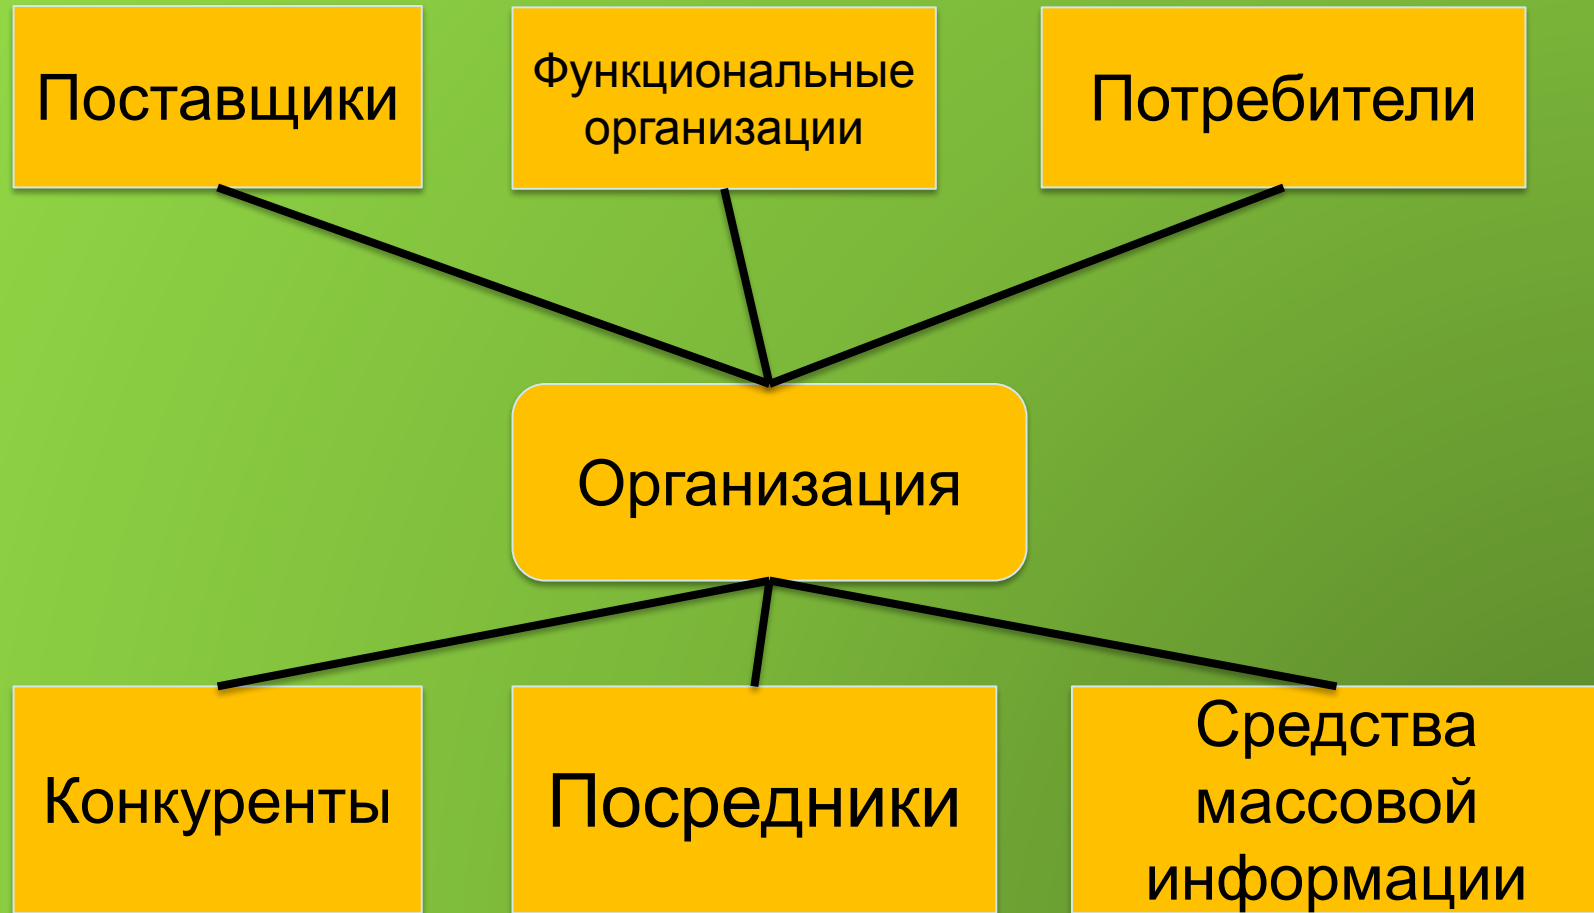 Поставщики
Функциональные
организации
Потребители
Организация
Конкуренты
Посредники
Средства
массовой
информации